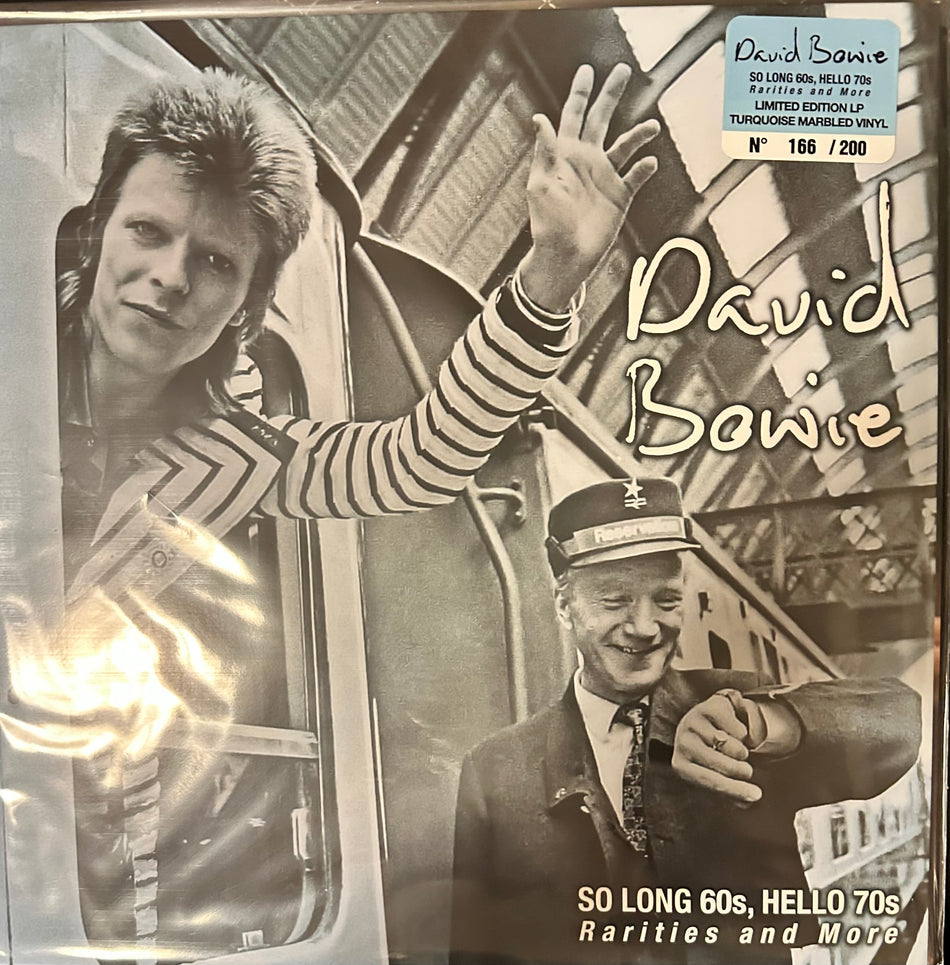 David Bowie
SO LONG 60s, HELLO 70s
Rarities and More
LIMITED EDITION LP
TURQUOISE MARBLED VINYL
N° 166 / 200
David
Bowie
SO LONG 60s, HELLO 70s
Rarities and More